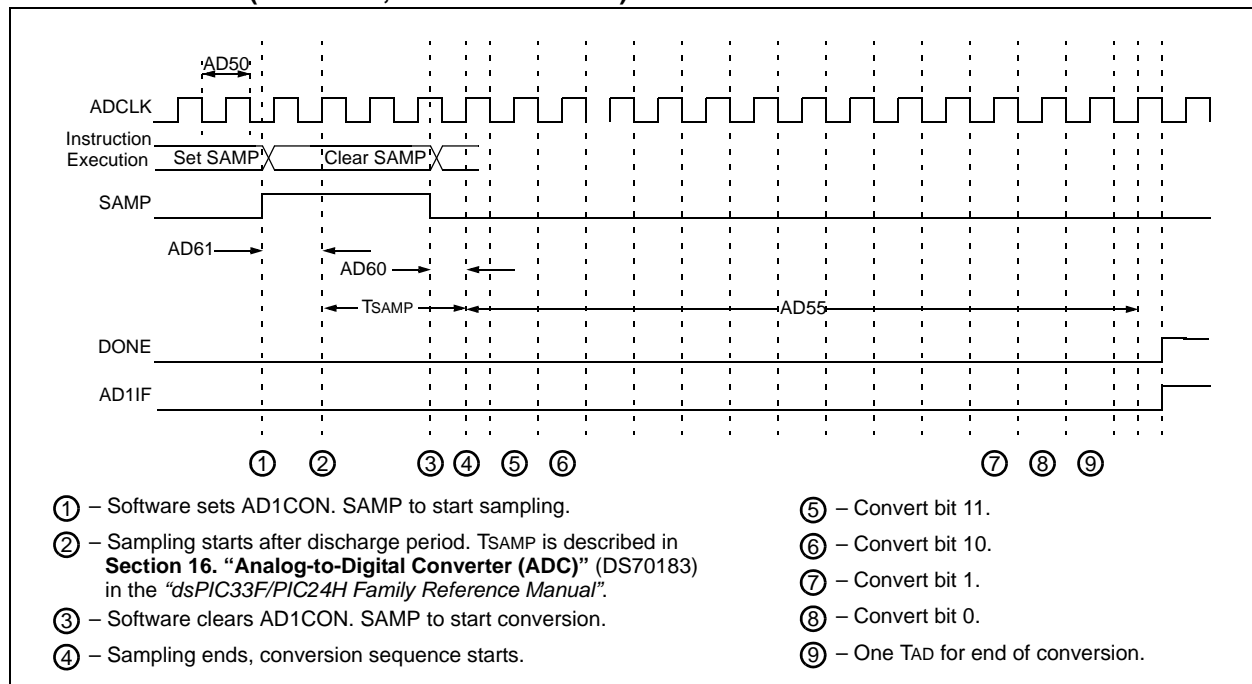 AD50
ADCLK
Instruction
Execution
Set SAMP
Clear SAMP
SAMP
AD61
AD60
TSAMP
AD55
DONE
AD1IF
1 2 3 4 5 6 7 8 9
1 – Software sets AD1CON. SAMP to start sampling.
2 – Sampling starts after discharge period. TSAMP is described in
Section 16. “Analog-to-Digital Converter (ADC)” (DS70183)
in the “dsPIC33F/PIC24H Family Reference Manual”.
3 – Software clears AD1CON. SAMP to start conversion.
4 – Sampling ends, conversion sequence starts.
5 – Convert bit 11.
6 – Convert bit 10.
7 – Convert bit 1.
8 – Convert bit 0.
9 – One TAD for end of conversion.